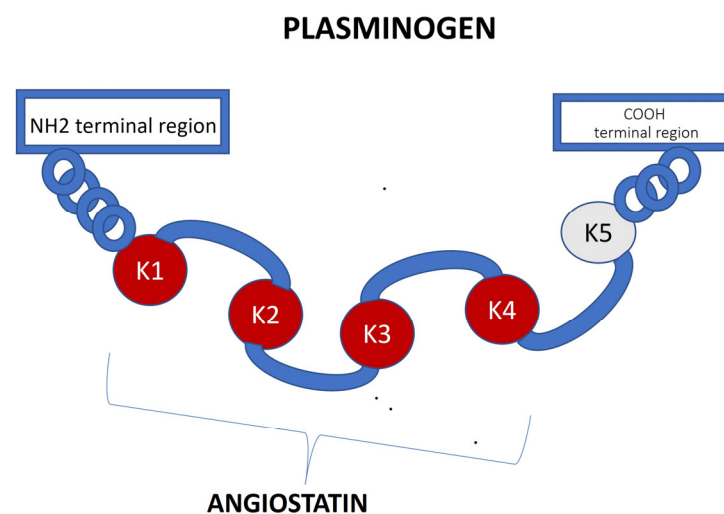 PLASMINOGEN
NH2 terminal region
COOH
terminal region
K1
K2
K3
K4
K5
ANGIOSTATIN